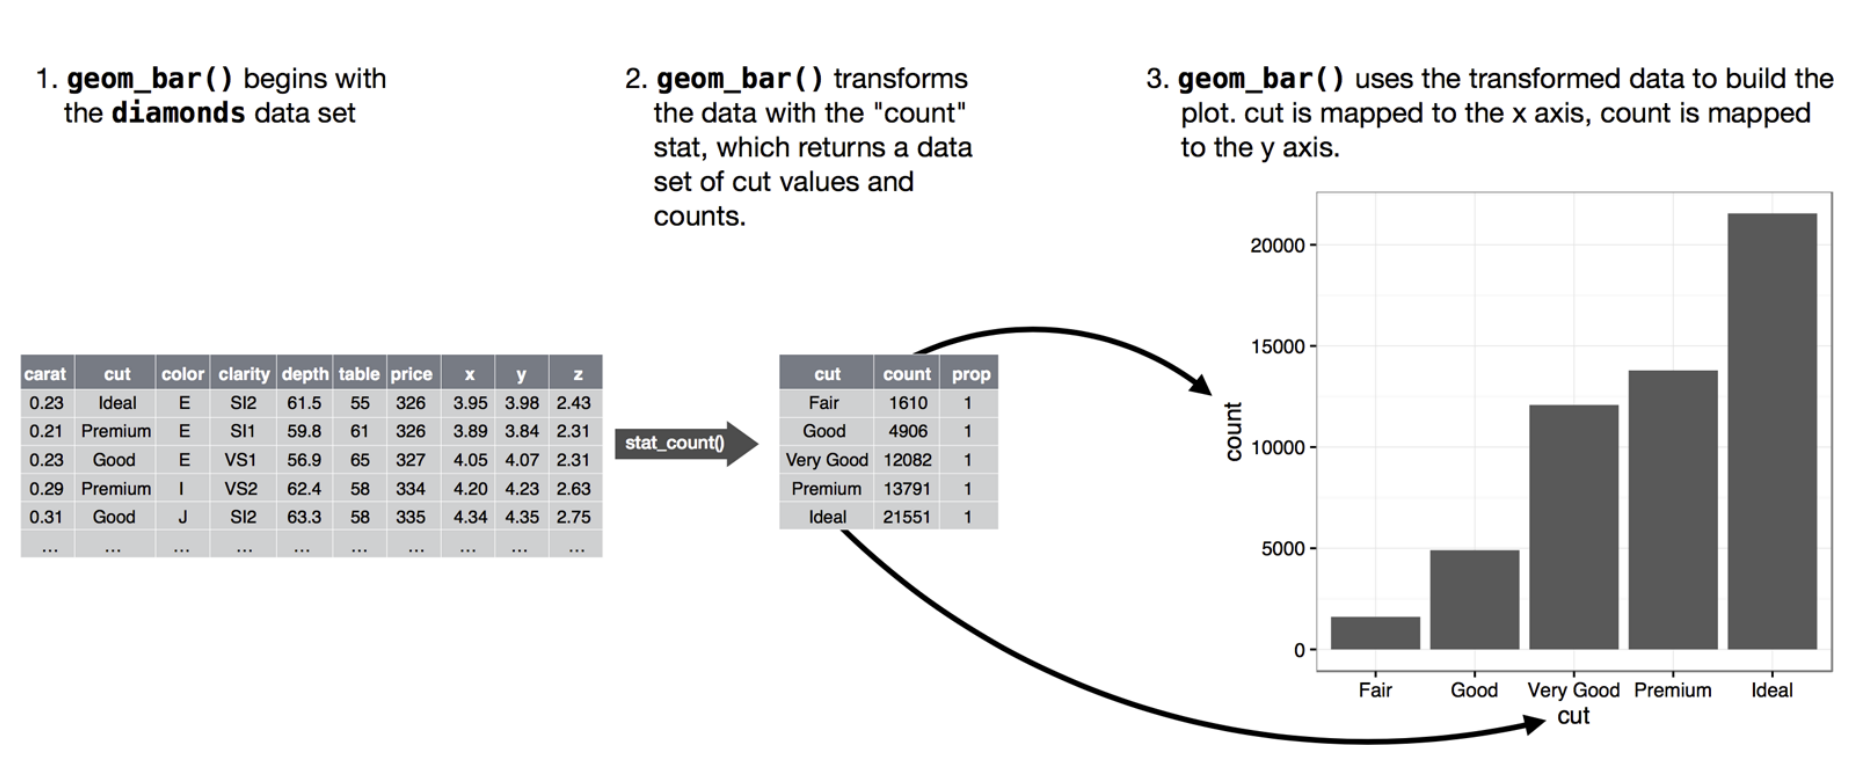 1. geom_bar() begins with
the diamonds data set
2. geom_bar() transforms
the data with the "count"
stat, which returns a data
set of cut values and
counts.
3. geom_bar() uses the transformed data to build the
plot. cut is mapped to the x axis, count is mapped
to the y axis.
carat cut color clarity depth table price x y z
0.23 Ideal E SI2 61.5 55 326 3.95 3.98 2.43
0.21 Premium E SI1 59.8 61 326 3.89 3.84 2.31
0.23 Good E VS1 56.9 65 327 4.05 4.07 2.31
0.29 Premium I VS2 62.4 58 334 4.20 4.23 2.63
0.31 Good J SI2 63.3 58 335 4.34 4.35 2.75
... ... ... ... ... ... ... ... ... ...
stat_count()
cut count prop
Fair 1610 1
Good 4906 1
Very Good 12082 1
Premium 13791 1
Ideal 21551 1
20000
15000
10000
5000
0
count
Fair Good Very Good Premium Ideal
cut